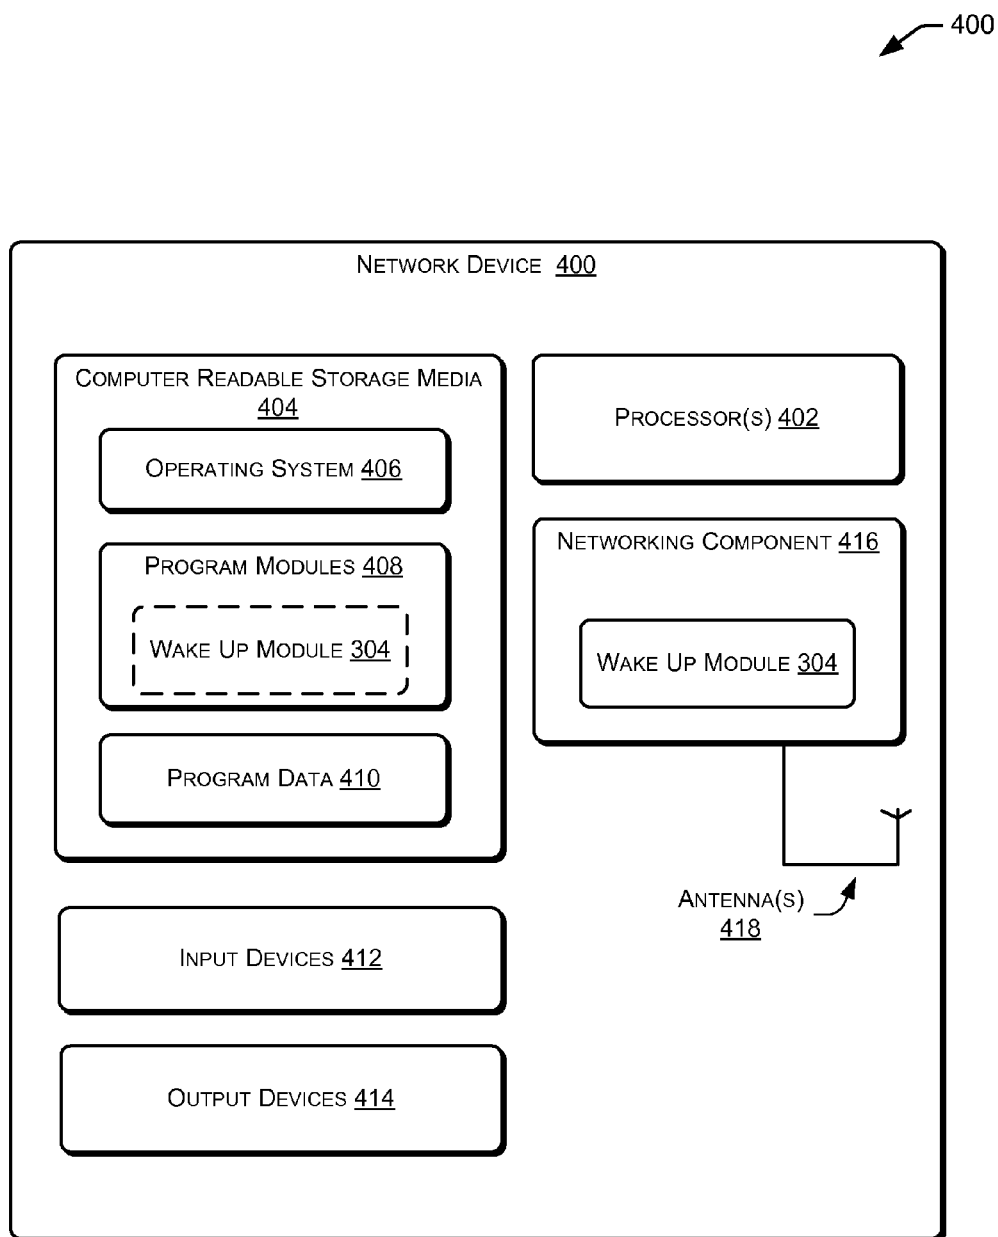 400
NETWORK DEVICE 400
COMPUTER READABLE STORAGE MEDIA
404
OPERATING SYSTEM 406
PROGRAM MODULES 408
WAKE UP MODULE 304
PROGRAM DATA 410
INPUT DEVICES 412
OUTPUT DEVICES 414
PROCESSOR(S) 402
NETWORKING COMPONENT 416
WAKE UP MODULE 304
ANTENNA(S)
418